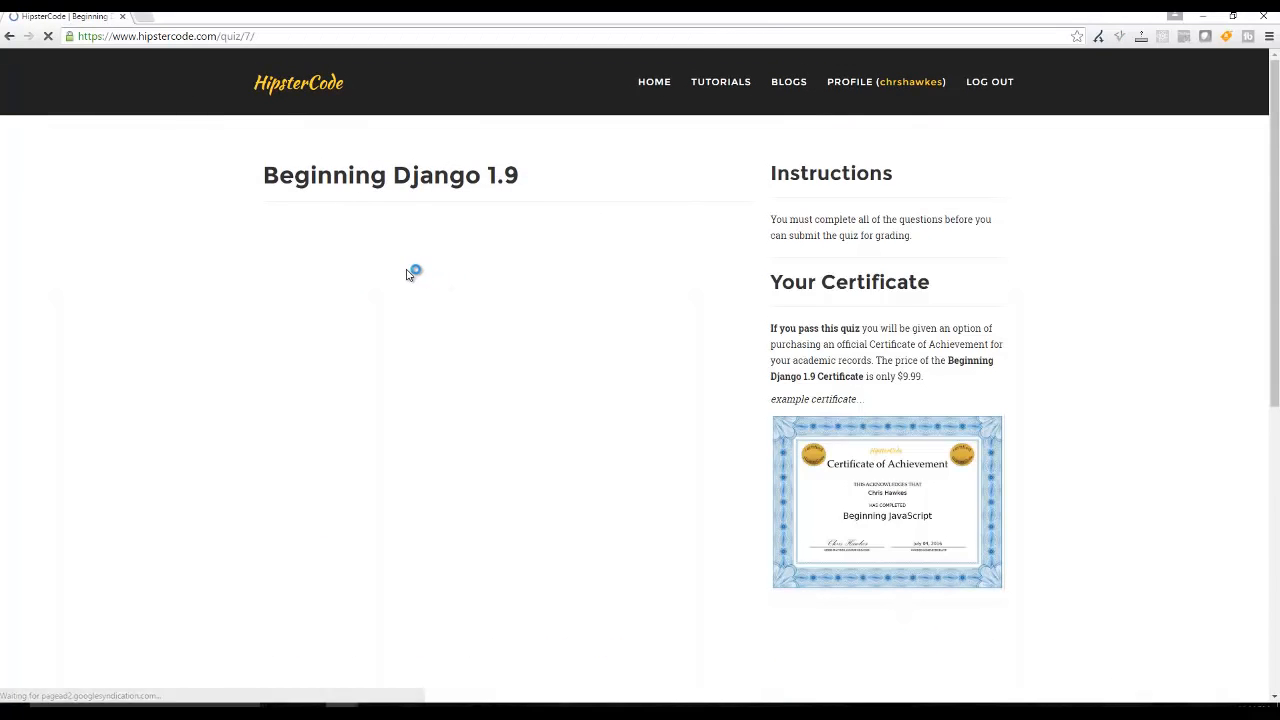 HipsterCode | Beginning
https://www.hipstercode.com/quiz/7/
HipsterCode
HOME TUTORIALS BLOGS PROFILE (chrshawkes) LOG OUT
Beginning Django 1.9
Instructions
You must complete all of the questions before you
can submit the quiz for grading.
Your Certificate
If you pass this quiz you will be given an option of
purchasing an official Certificate of Achievement for
your academic records. The price of the Beginning
Django 1.9 Certificate is only $9.99.
example certificate...
HipsterCode
Certificate of Achievement
THIS ACKNOWLEDGES THAT
Chris Hawkes
HAS COMPLETED
Beginning JavaScript
Chris Hawkes
July 04, 2016
Waiting for pagead2.googlesyndication.com...